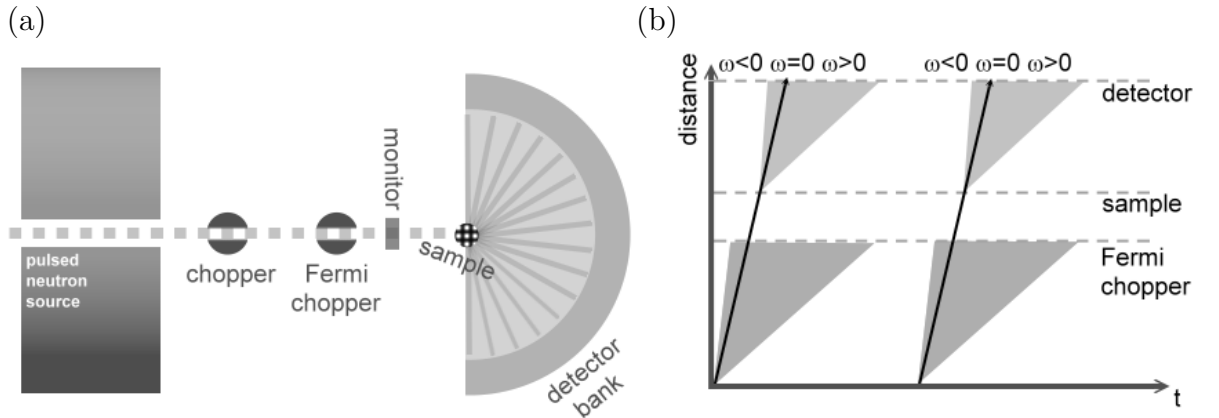 (a)
pulsed
neutron
source
chopper
Fermi
chopper
monitor
sample
detector
bank
(b)
distance
ω<0 ω=0 ω>0
ω<0 ω=0 ω>0
detector
sample
Fermi
chopper
t